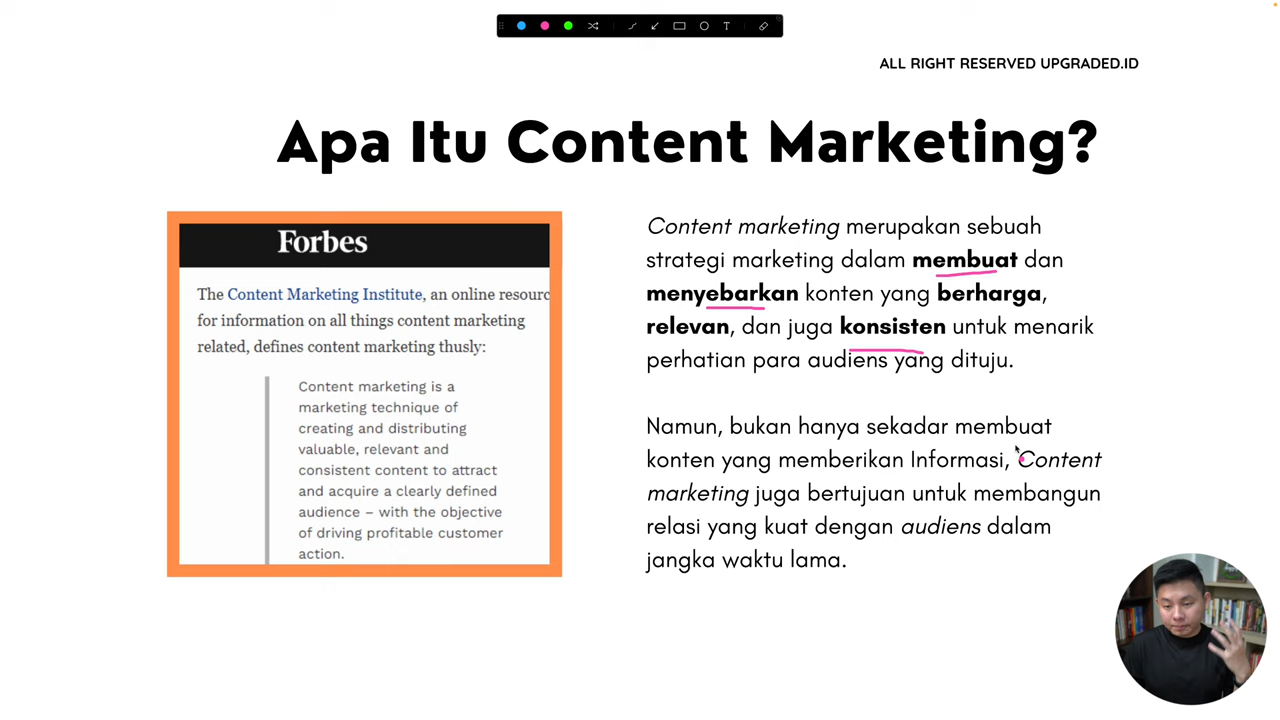 ALL RIGHT RESERVED UPGRADED.ID
Apa Itu Content Marketing?
Forbes
The Content Marketing Institute, an online resourc
for information on all things content marketing
related, defines content marketing thusly:
Content marketing is a
marketing technique of
creating and distributing
valuable, relevant and
consistent content to attract
and acquire a clearly defined
audience – with the objective
of driving profitable customer
action.
Content marketing merupakan sebuah
strategi marketing dalam membuat dan
menyebarkan konten yang berharga,
relevan, dan juga konsisten untuk menarik
perhatian para audiens yang dituju.
Namun, bukan hanya sekadar membuat
konten yang memberikan Informasi, Content
marketing juga bertujuan untuk membangun
relasi yang kuat dengan audiens dalam
jangka waktu lama.